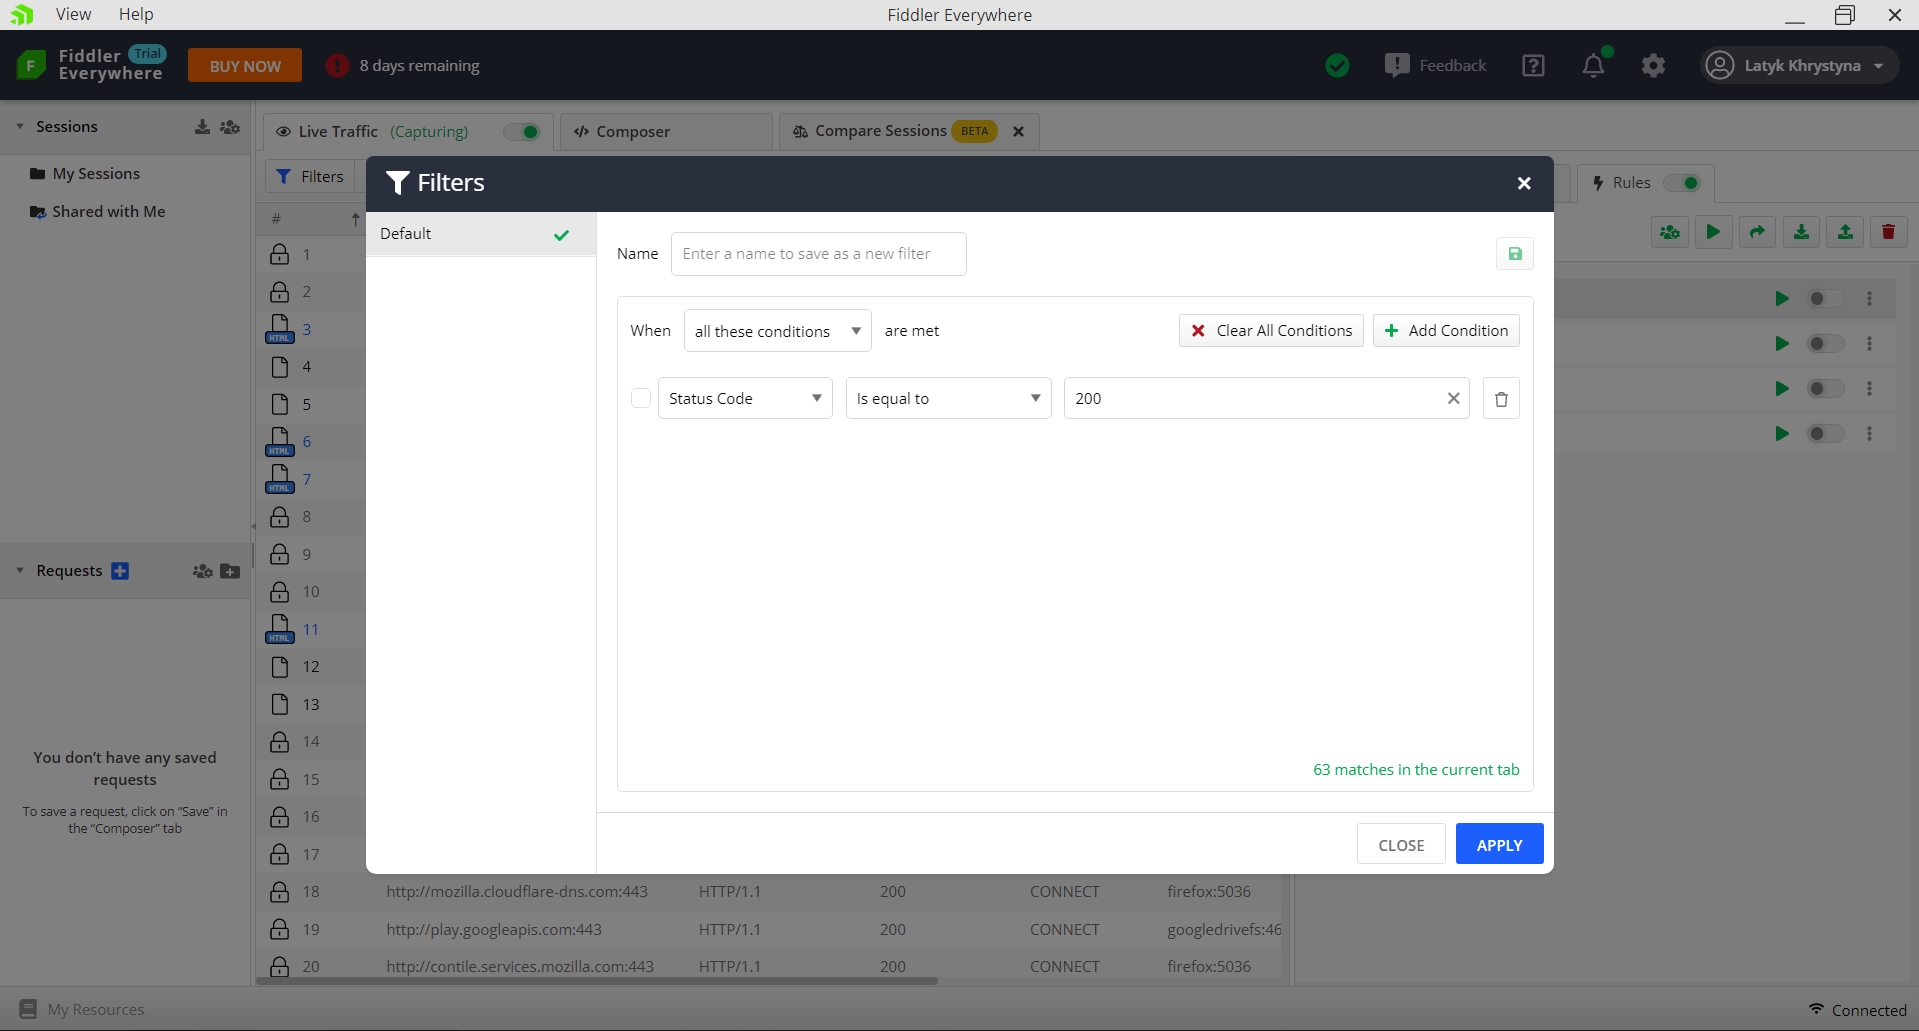 View Help
Fiddler Everywhere
F Fiddler Trial
Everywhere
BUY NOW
8 days remaining
Feedback
Latyk Khrystyna
Sessions
My Sessions
Shared with Me
Live Traffic (Capturing)
Composer
Compare Sessions BETA
Filters
Rules
#
1
2
HTML 3
4
5
HTML 6
HTML 7
8
9
10
HTML 11
12
13
14
15
16
17
18 http://mozilla.cloudflare-dns.com:443 HTTP/1.1 200 CONNECT firefox:5036
19 http://play.googleapis.com:443 HTTP/1.1 200 CONNECT googledrivefs:46
20 http://contile.services.mozilla.com:443 HTTP/1.1 200 CONNECT firefox:5036
Filters
Default
Name Enter a name to save as a new filter
When all these conditions are met
Clear All Conditions
Add Condition
Status Code Is equal to 200
63 matches in the current tab
CLOSE APPLY
Requests
You don’t have any saved
requests
To save a request, click on “Save” in
the “Composer” tab
My Resources
Connected